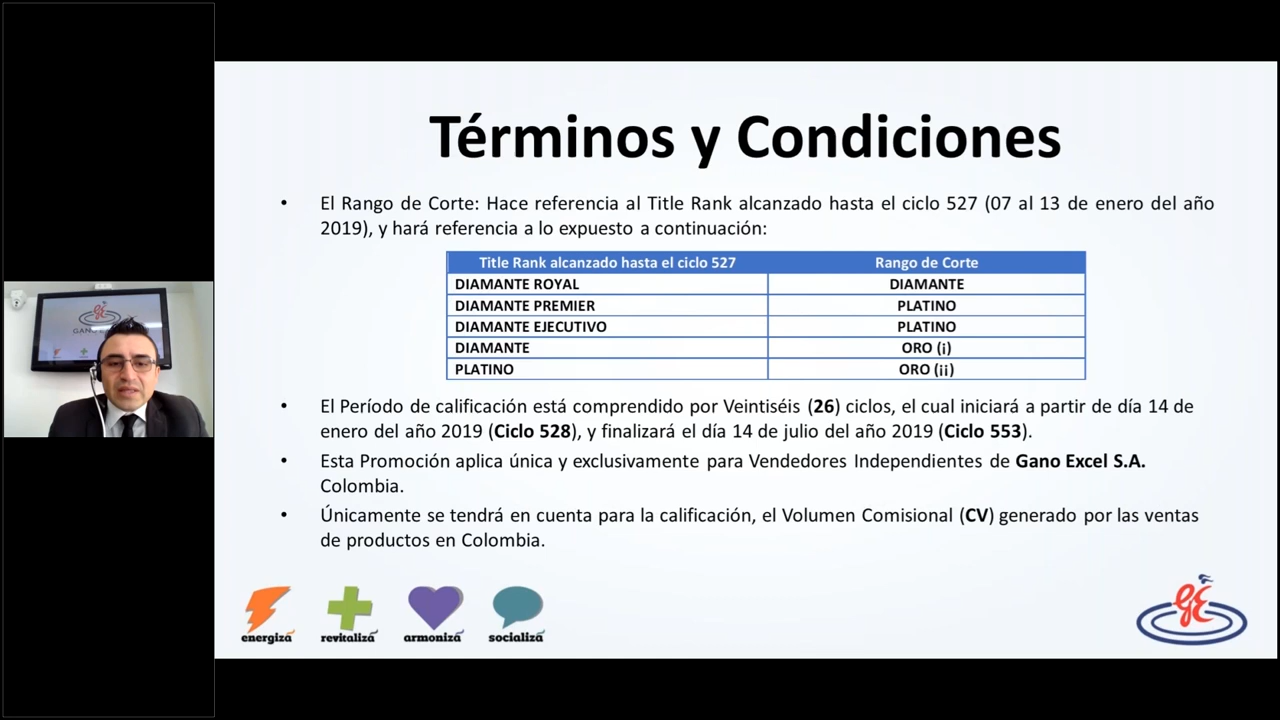 Términos y Condiciones
• El Rango de Corte: Hace referencia al Title Rank alcanzado hasta el ciclo 527 (07 al 13 de enero del año
2019), y hará referencia a lo expuesto a continuación:
Title Rank alcanzado hasta el ciclo 527 Rango de Corte
DIAMANTE ROYAL DIAMANTE
DIAMANTE PREMIER PLATINO
DIAMANTE EJECUTIVO PLATINO
DIAMANTE ORO (¡)
PLATINO ORO (¡¡)
• El Período de calificación está comprendido por Veintiséis (26) ciclos, el cual iniciará a partir de día 14 de
enero del año 2019 (Ciclo 528), y finalizará el día 14 de julio del año 2019 (Ciclo 553).
• Esta Promoción aplica única y exclusivamente para Vendedores Independientes de Gano Excel S.A.
Colombia.
• Únicamente se tendrá en cuenta para la calificación, el Volumen Comisional (CV) generado por las ventas
de productos en Colombia.
energizá revitalizá armonizá socializá